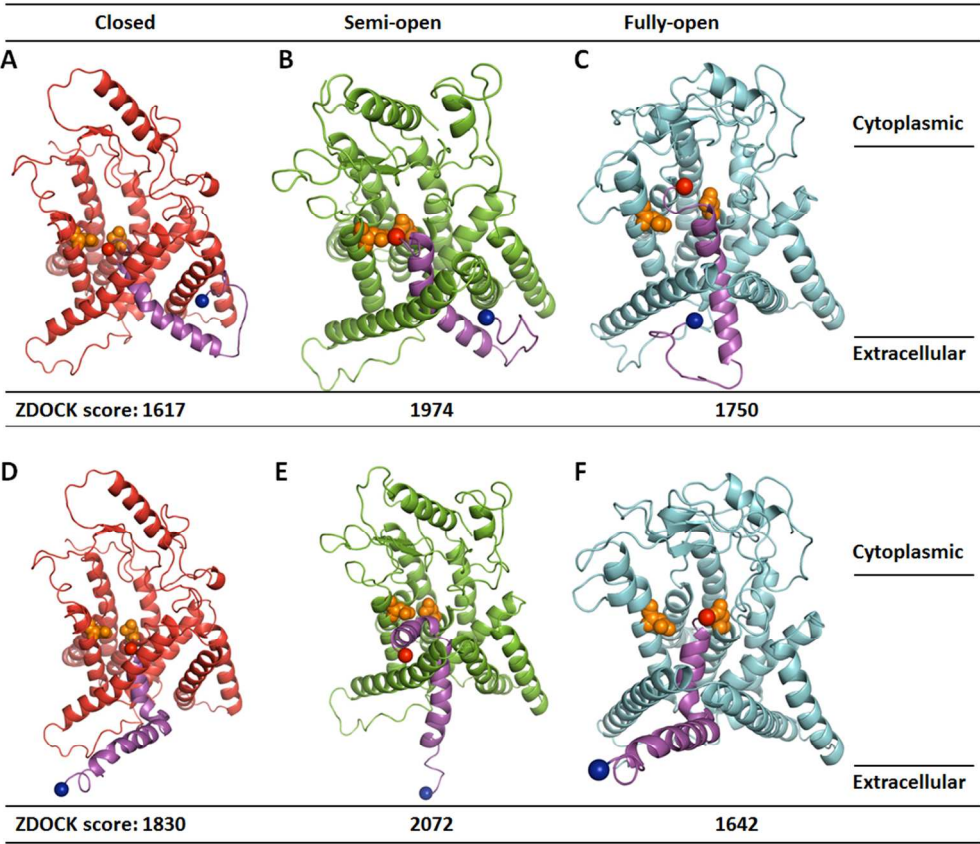 Closed Semi-open Fully-open
A B C
Cytoplasmic
Extracellular
ZDOCK score: 1617 1974 1750
D E F
Cytoplasmic
Extracellular
ZDOCK score: 1830 2072 1642